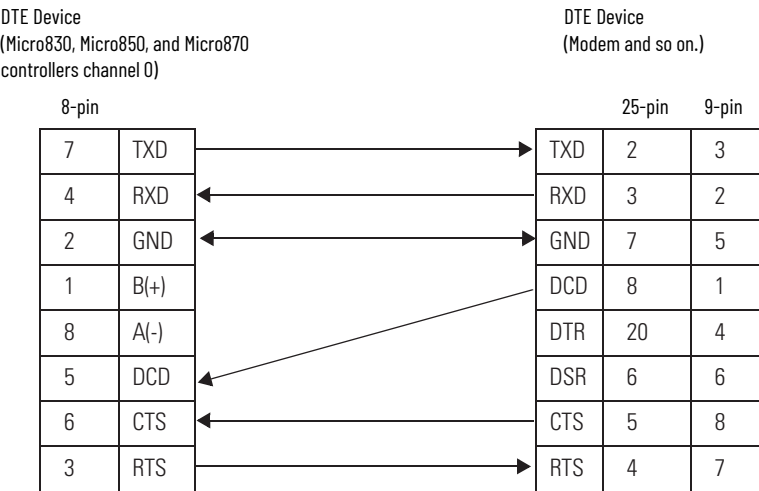 DTE Device
(Micro830, Micro850, and Micro870
controllers channel 0)
DTE Device
(Modem and so on.)
8-pin
25-pin 9-pin
7 TXD TXD 2 3
4 RXD RXD 3 2
2 GND GND 7 5
1 B(+) DCD 8 1
8 A(-) DTR 20 4
5 DCD DSR 6 6
6 CTS CTS 5 8
3 RTS RTS 4 7